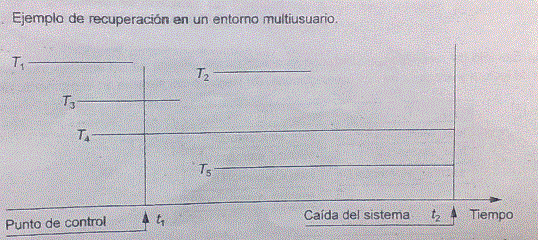 Ejemplo de recuperación en un entorno multiusuario.
T₁
T₂
T₃
T₄
T₅
Punto de control t₁ Caída del sistema t₂ Tiempo